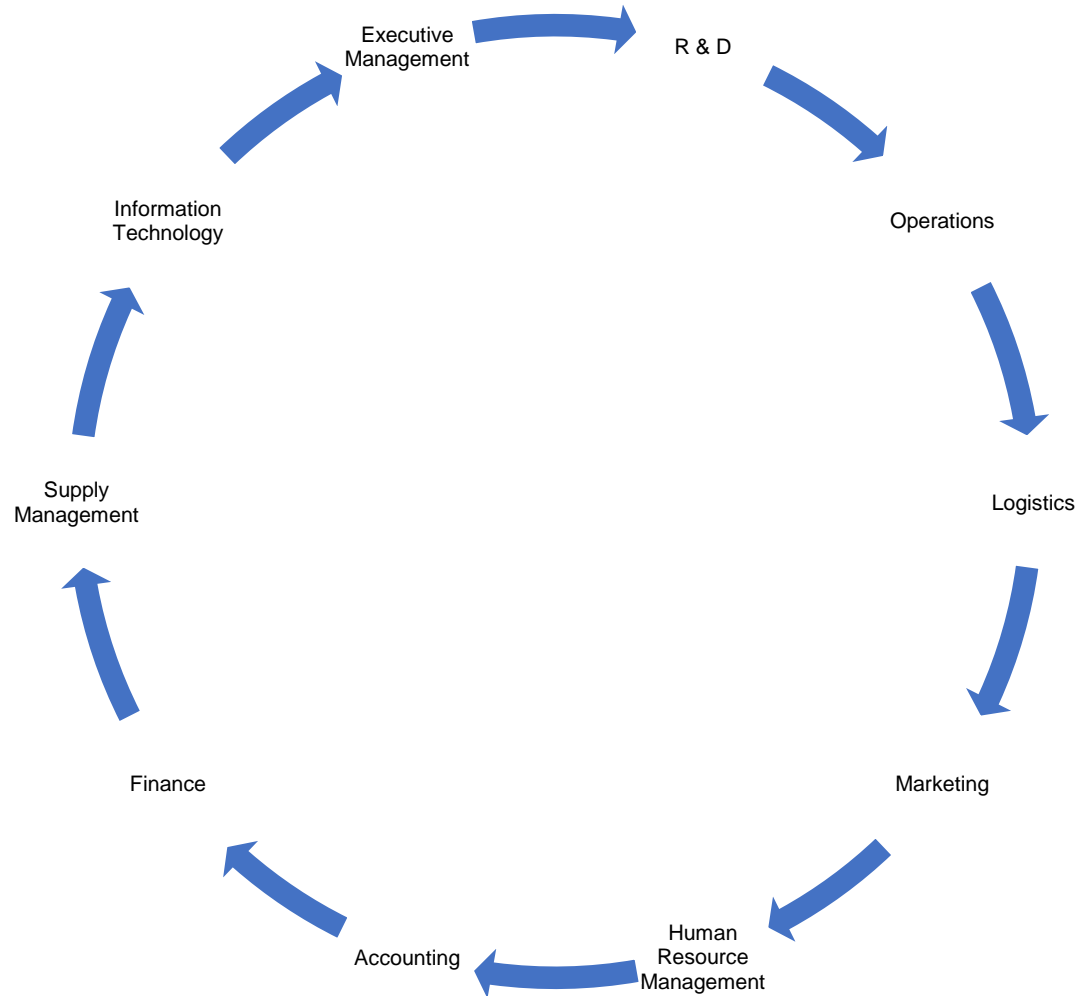 Executive
Management
R & D
Operations
Logistics
Marketing
Human
Resource
Management
Accounting
Finance
Supply
Management
Information
Technology